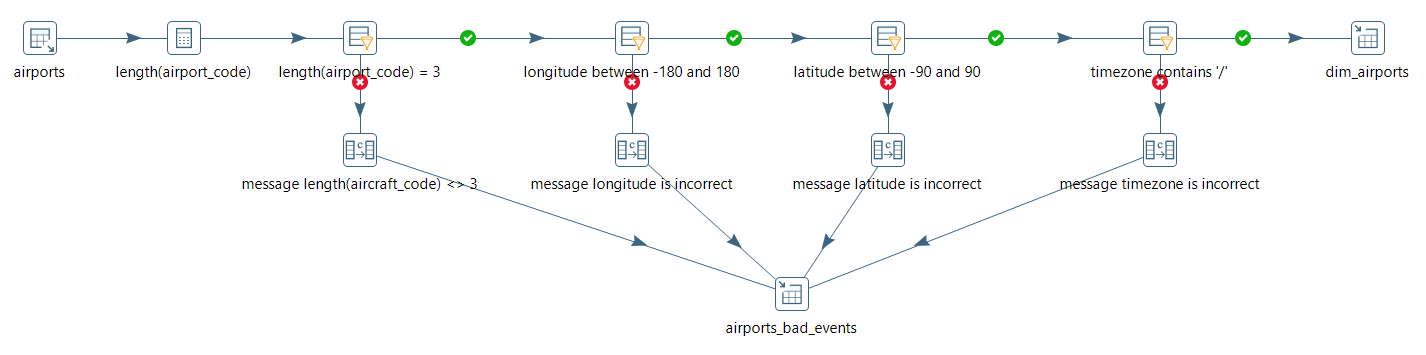 airports
length(airport_code)
length(airport_code) = 3
longitude between -180 and 180
latitude between -90 and 90
timezone contains '/'
dim_airports
message length(aircraft_code) <> 3
message longitude is incorrect
message latitude is incorrect
message timezone is incorrect
airports_bad_events